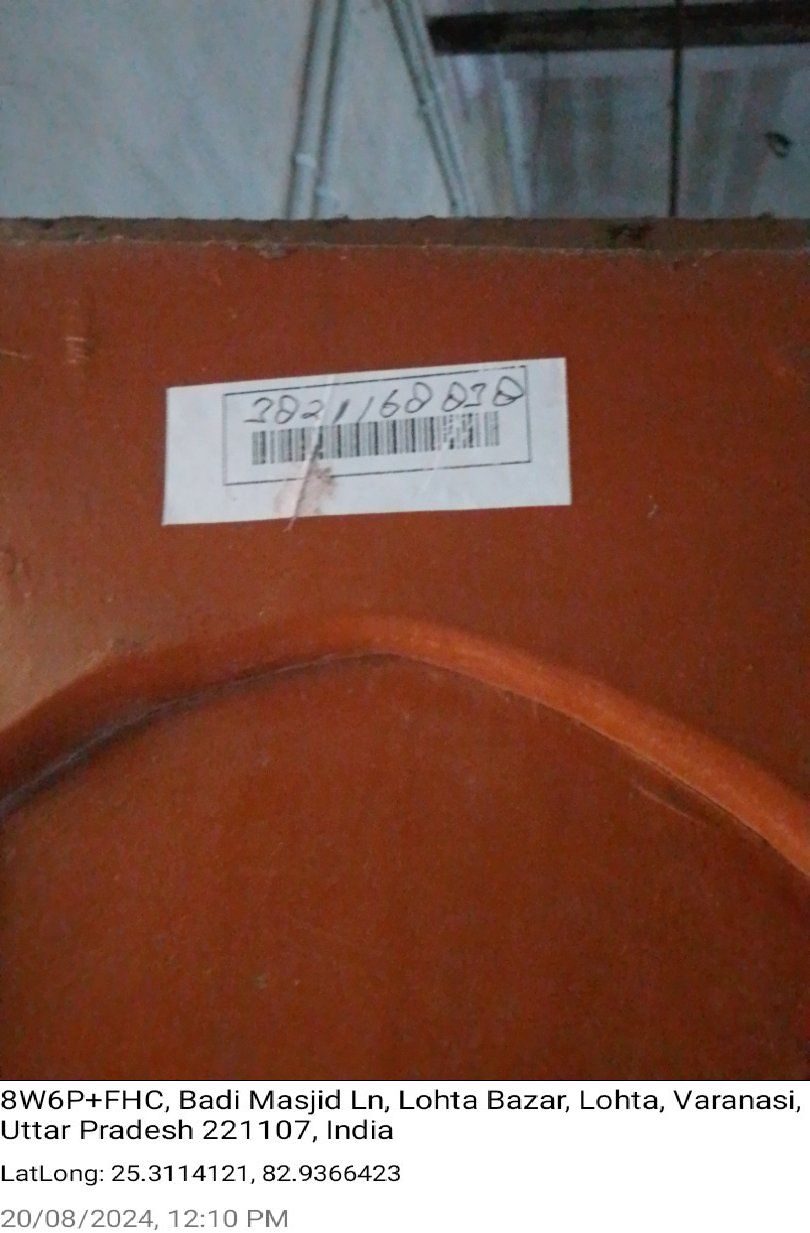 3821168838
8W6P+FHC, Badi Masjid Ln, Lohta Bazar, Lohta, Varanasi,
Uttar Pradesh 221107, India
LatLong: 25.3114121, 82.9366423
20/08/2024, 12:10 PM